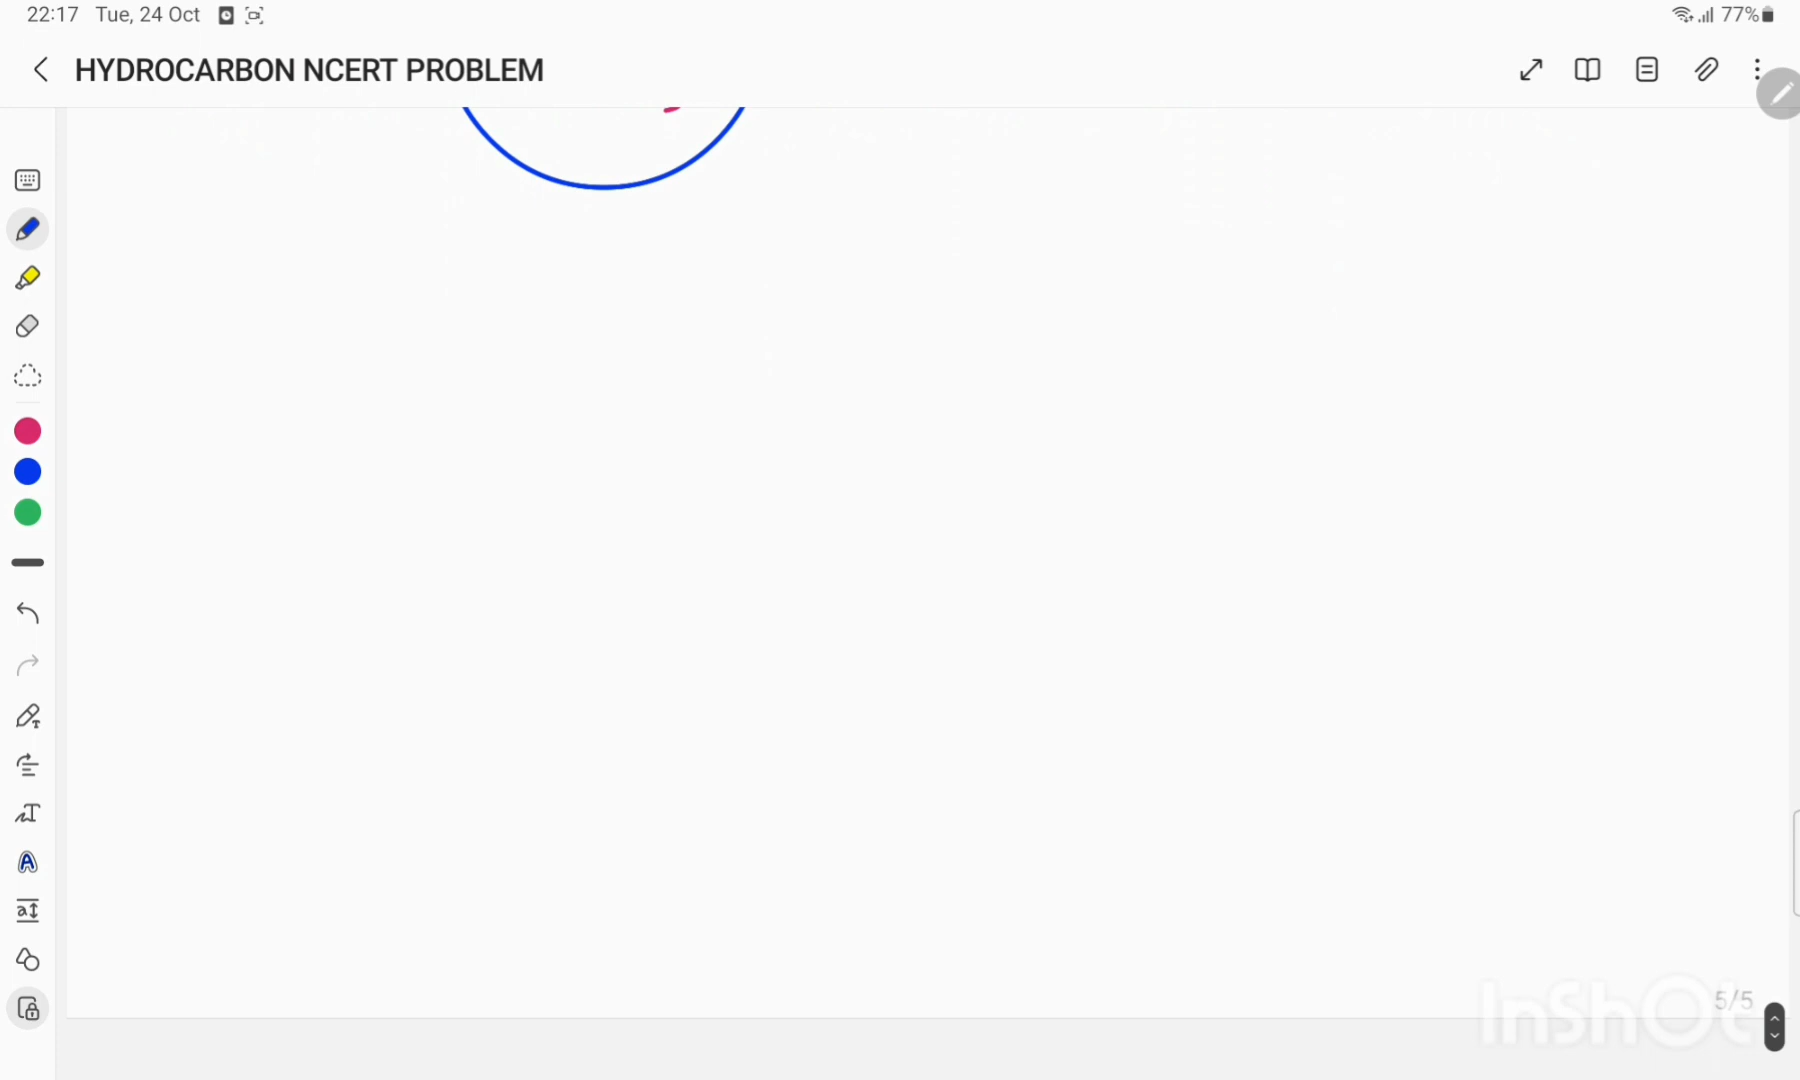 22:17 Tue, 24 Oct 77%
HYDROCARBON NCERT PROBLEM
5/5
InShOt